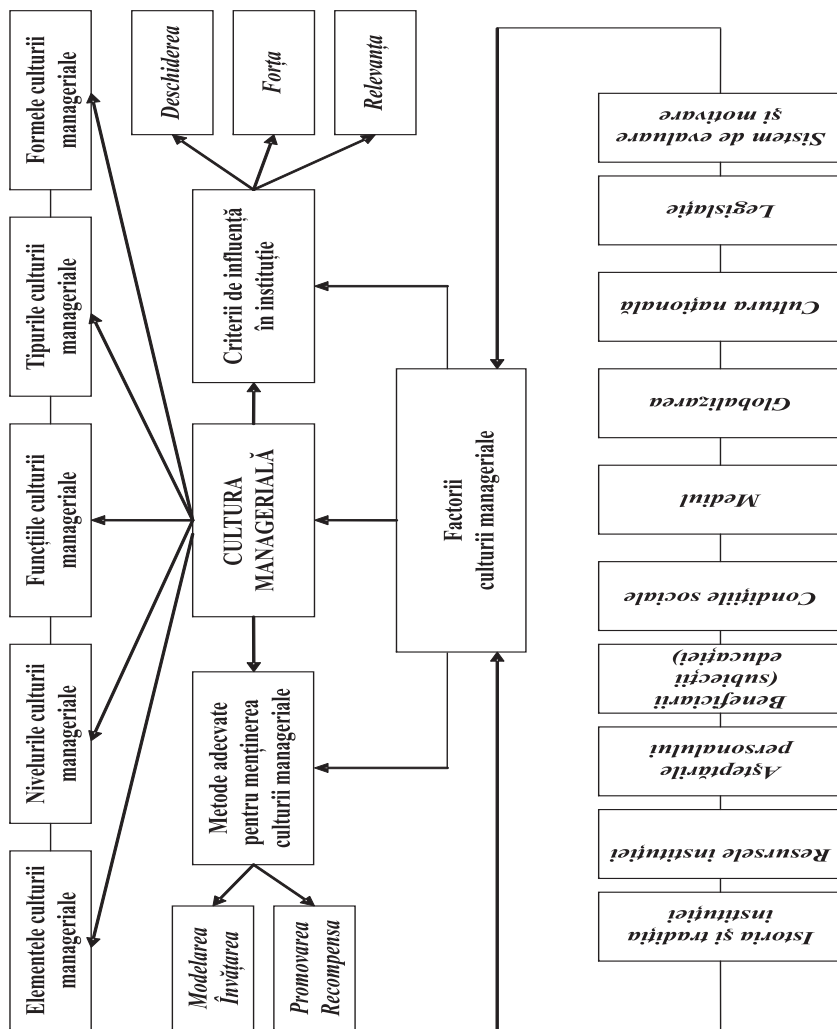 Elementele culturii
manageriale
Nivelurile culturii
manageriale
Funcțiile culturii
manageriale
Tipurile culturii
manageriale
Formele culturii
manageriale
Modelarea
Învățarea
Promovarea
Recompensa
Metode adecvate
pentru menținerea
culturii manageriale
CULTURA
MANAGERIALĂ
Criterii de influență
în instituție
Deschiderea
Forța
Relevanța
Factorii
culturii manageriale
Istoria și tradiția
instituției
Resursele instituției
Așteptările
personalului
Beneficiarii
(subiecții
educației)
Condițiile sociale
Mediul
Globalizarea
Cultura națională
Legislație
Sistem de evaluare
și motivare